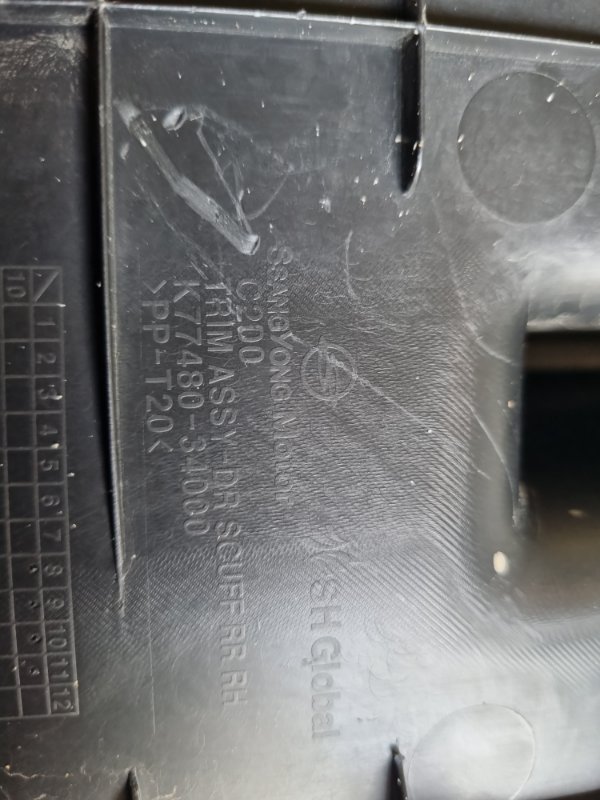 SSANGYONG Motor
SH Global
C200
TRIM ASSY-DR SCUFF RR RH
K77480-34000
>PP-T20<
1 2 3 4 5 6 7 8 9 10 11 12
10